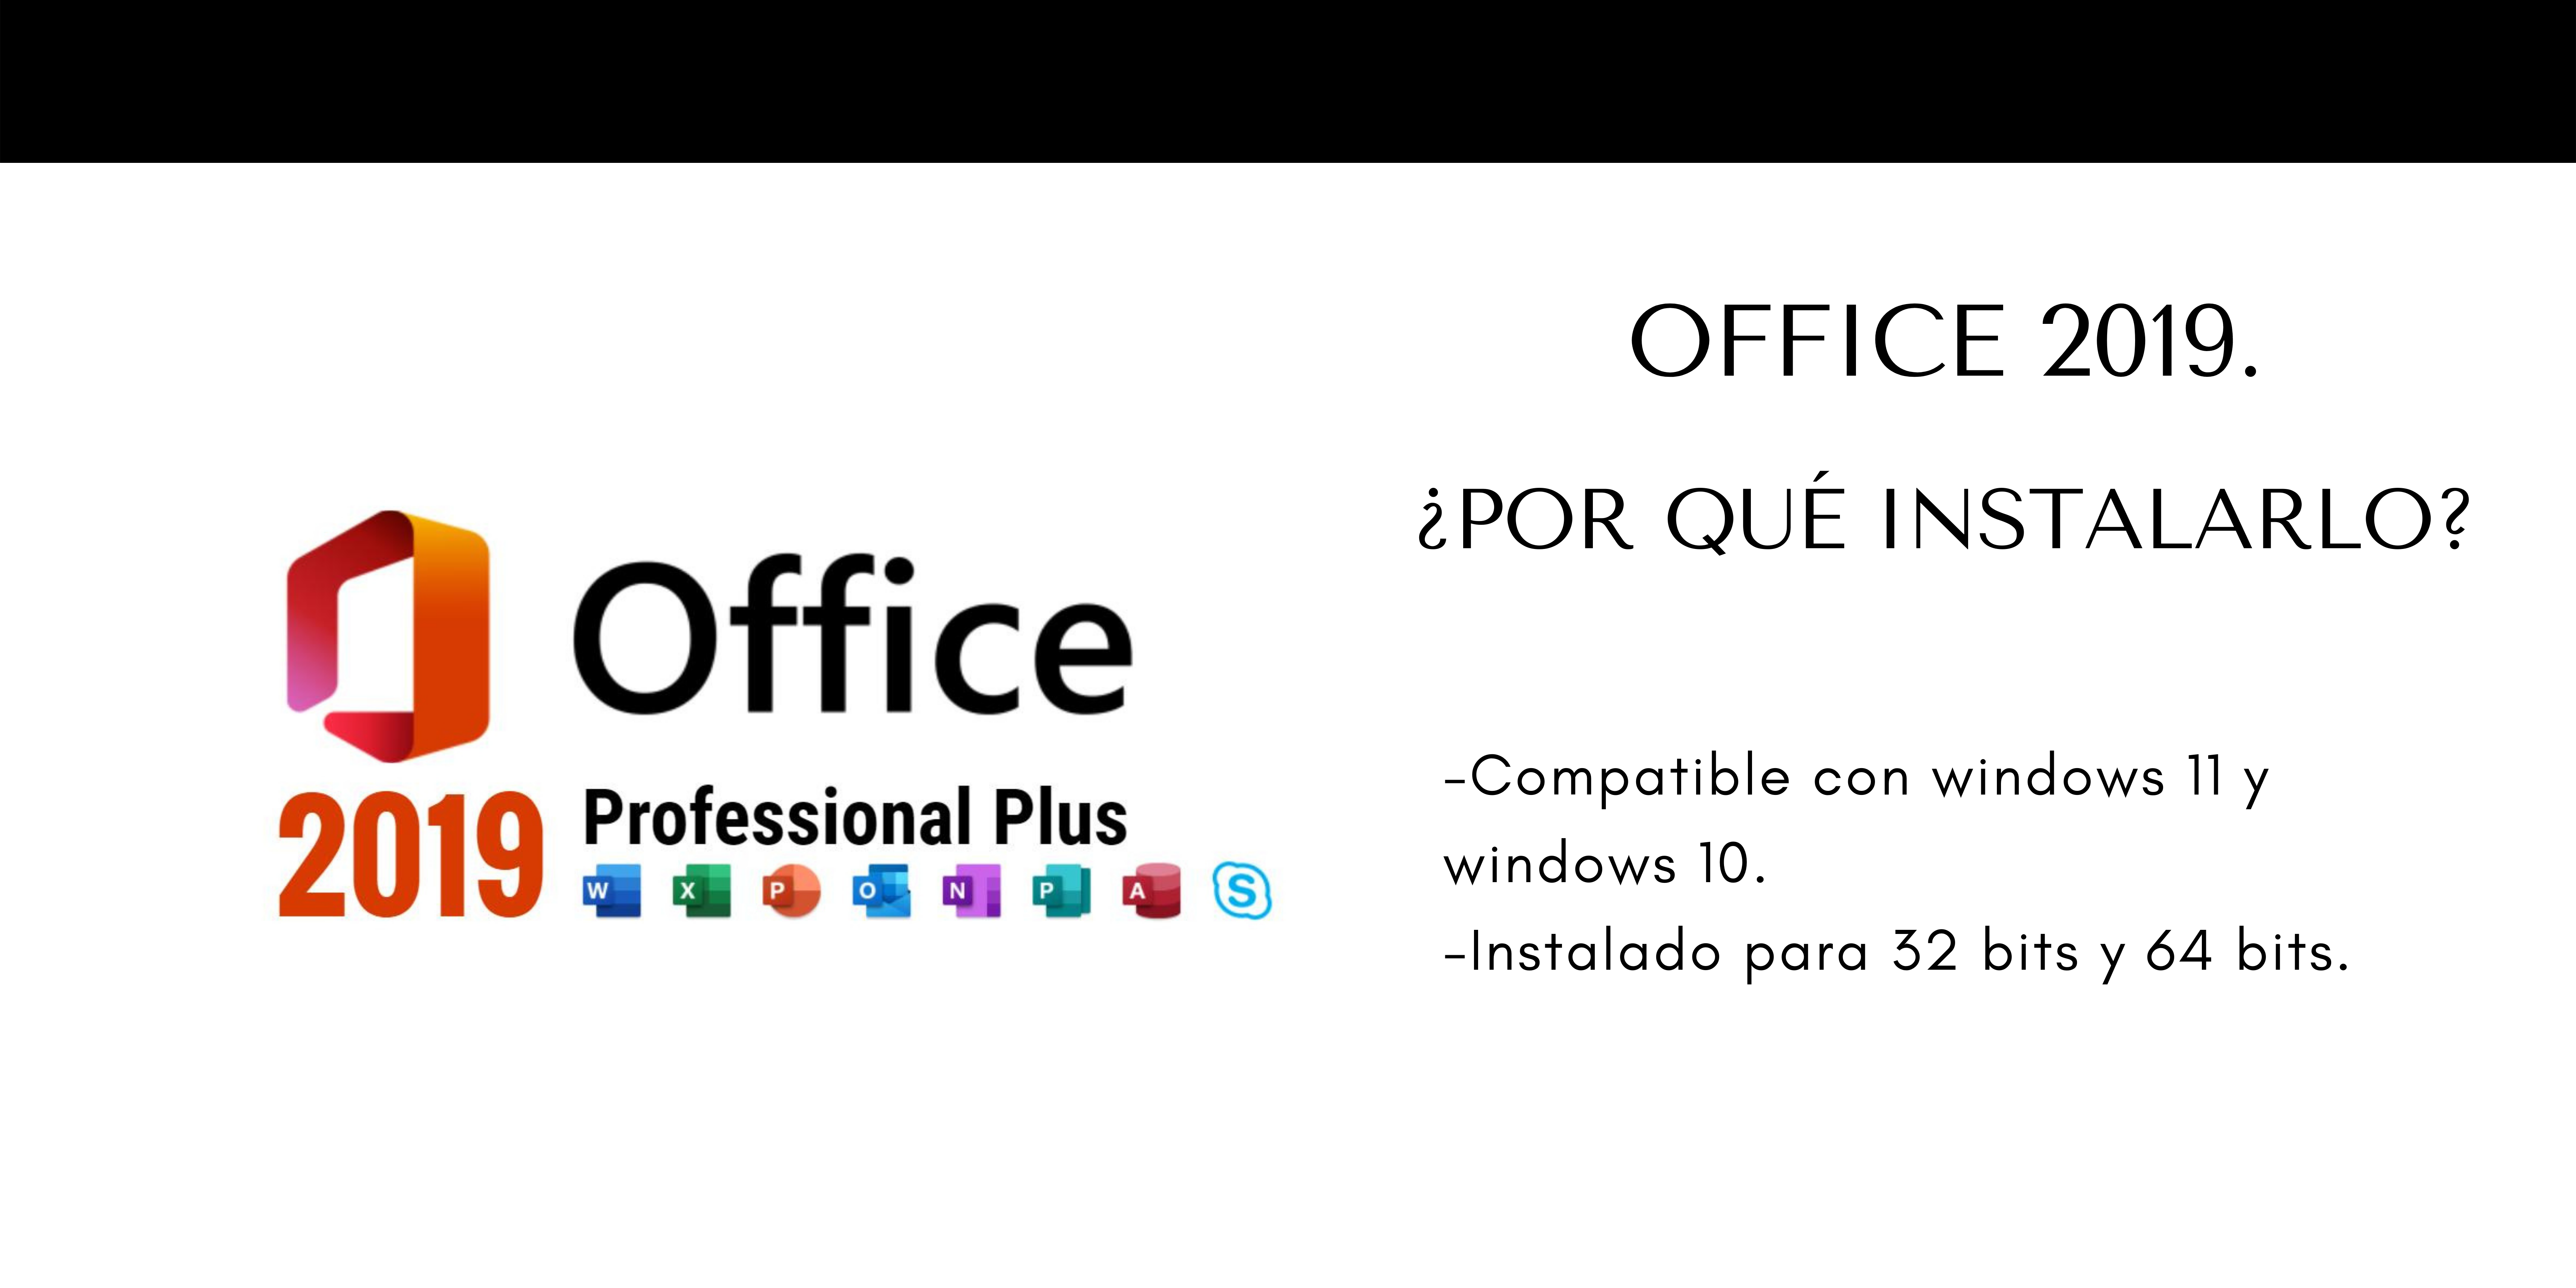 OFFICE 2019.
¿POR QUÉ INSTALARLO?
Office
2019 Professional Plus
W X P O N P A S
-Compatible con windows 11 y
windows 10.
-Instalado para 32 bits y 64 bits.